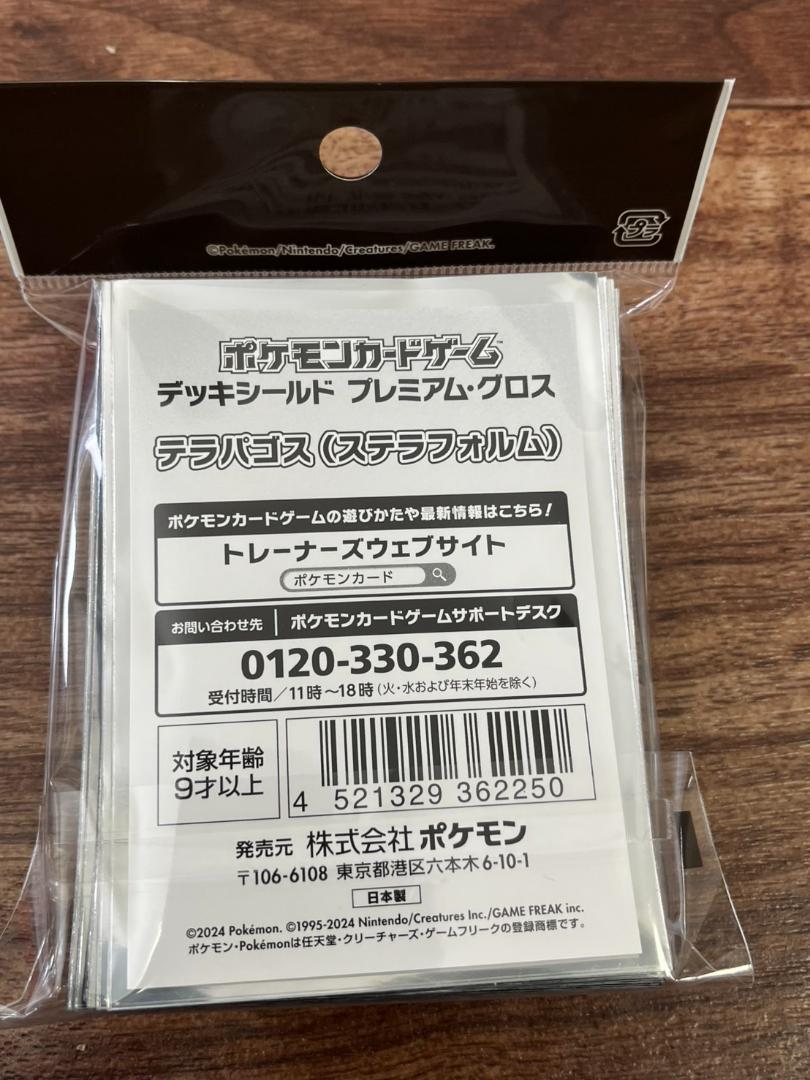 ©Pokémon/Nintendo/Creatures/GAME FREAK.
プラ
ポケモンカードゲーム™
デッキシールド プレミアム・グロス
テラパゴス（ステラフォルム）
ポケモンカードゲームの遊びかたや最新情報はこちら！
トレーナーズウェブサイト
ポケモンカード
お問い合わせ先 ポケモンカードゲームサポートデスク
0120-330-362
受付時間／11時～18時（火・水および年末年始を除く）
対象年齢
9才以上
4 521329 362250
発売元 株式会社 ポケモン
〒106-6108 東京都港区六本木6-10-1
日本製
©2024 Pokémon. ©1995-2024 Nintendo/Creatures Inc./GAME FREAK inc.
ポケモン・Pokémonは任天堂・クリーチャーズ・ゲームフリークの登録商標です。